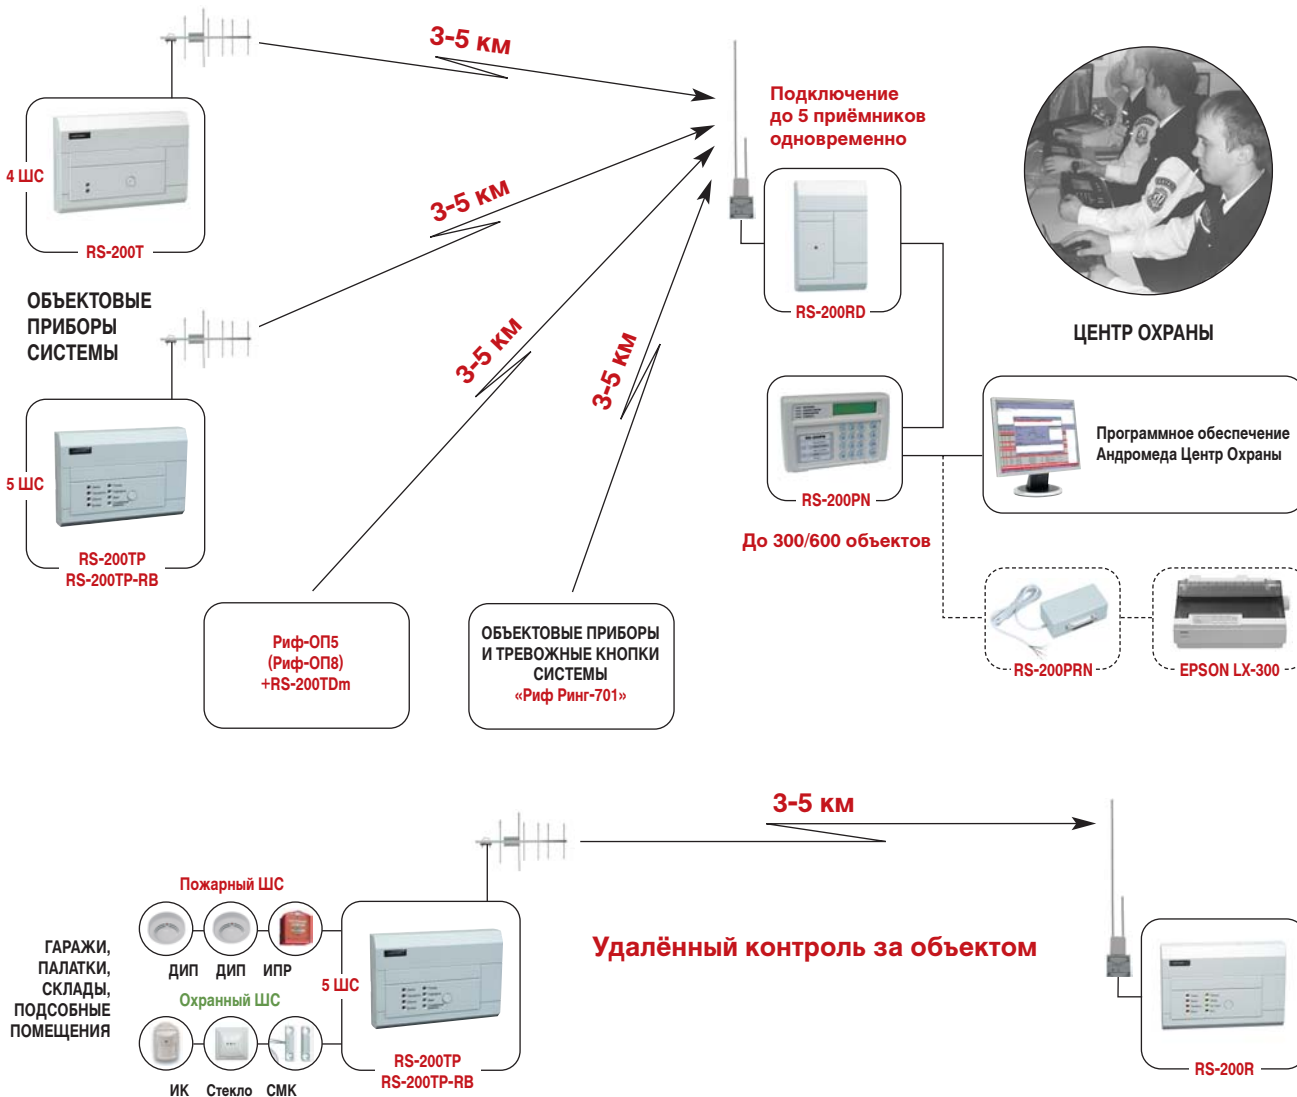 3-5 км
Подключение
до 5 приёмников
одновременно
4 ШС
RS-200T
3-5 км
RS-200RD
ОБЪЕКТОВЫЕ
ПРИБОРЫ
СИСТЕМЫ
ЦЕНТР ОХРАНЫ
3-5 км
3-5 км
5 ШС
RS-200TP
RS-200TP-RB
RS-200PN
Программное обеспечение
Андромеда Центр Охраны
До 300/600 объектов
Риф-ОП5
(Риф-ОП8)
+RS-200TDm
ОБЪЕКТОВЫЕ ПРИБОРЫ
И ТРЕВОЖНЫЕ КНОПКИ
СИСТЕМЫ
«Риф Ринг-701»
RS-200PRN
EPSON LX-300
3-5 км
Пожарный ШС
ДИП ДИП ИПР
ГАРАЖИ,
ПАЛАТКИ,
СКЛАДЫ,
ПОДСОБНЫЕ
ПОМЕЩЕНИЯ
Охранный ШС
ИК Стекло СМК
5 ШС
RS-200TP
RS-200TP-RB
Удалённый контроль за объектом
RS-200R